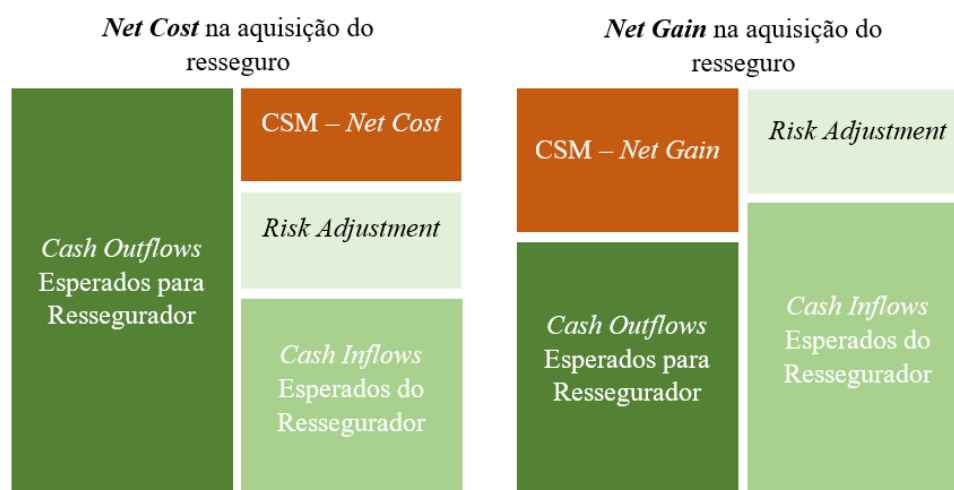 Net Cost na aquisição do
resseguro
CSM – Net Cost
Risk Adjustment
Cash Outflows
Esperados para
Ressegurador
Cash Inflows
Esperados do
Ressegurador
Net Gain na aquisição do
resseguro
CSM – Net Gain
Risk Adjustment
Cash Outflows
Esperados para
Ressegurador
Cash Inflows
Esperados do
Ressegurador